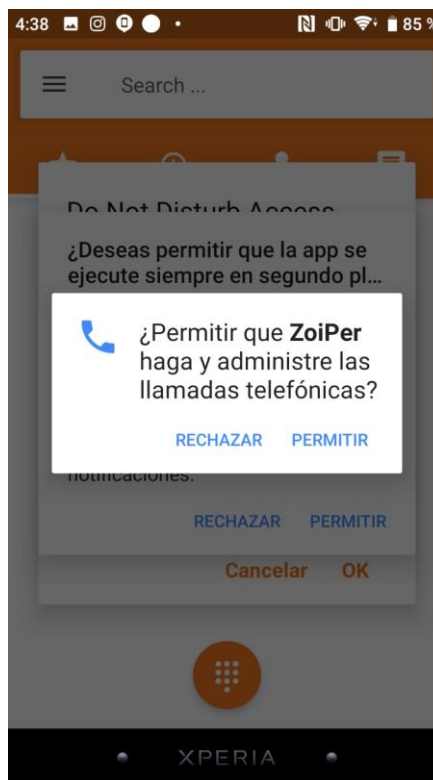 4:38
85 %
Search ...
Do Not Disturb Access
¿Deseas permitir que la app se
ejecute siempre en segundo pl...
¿Permitir que ZoiPer
haga y administre las
llamadas telefónicas?
RECHAZAR PERMITIR
notificaciones.
RECHAZAR PERMITIR
Cancelar OK
XPERIA